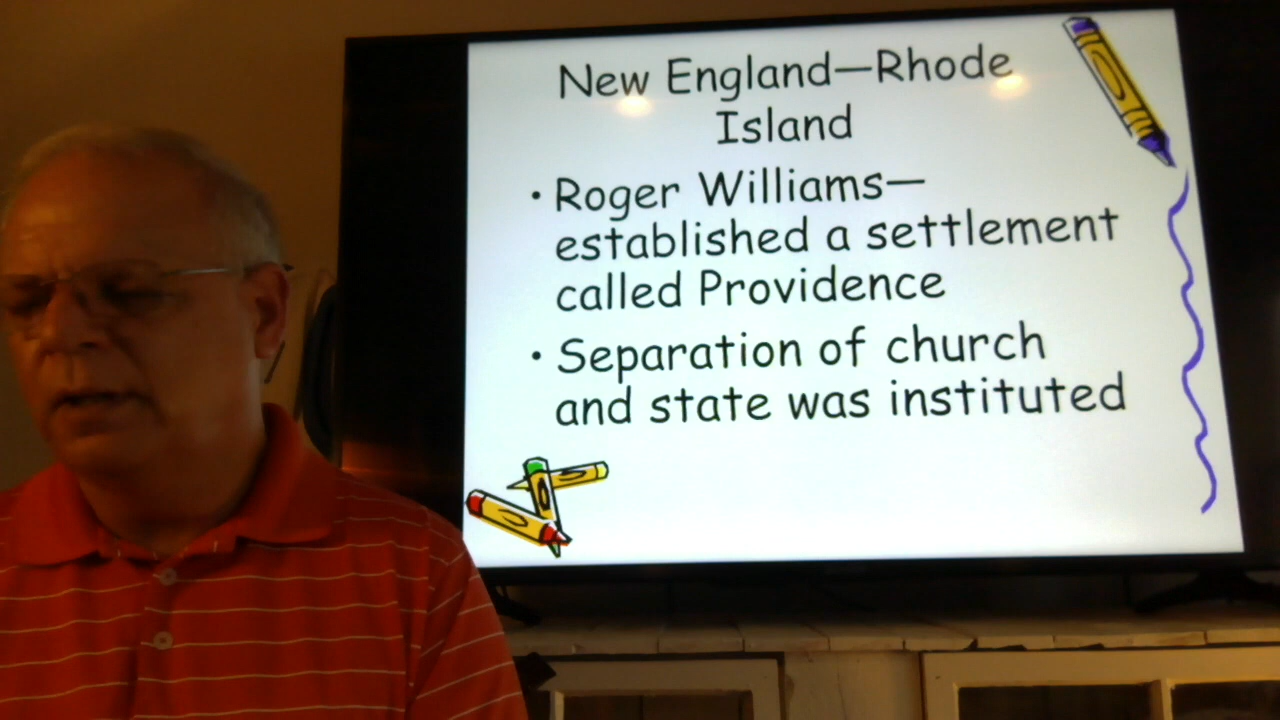 New England—Rhode
Island
• Roger Williams—
established a settlement
called Providence
• Separation of church
and state was instituted